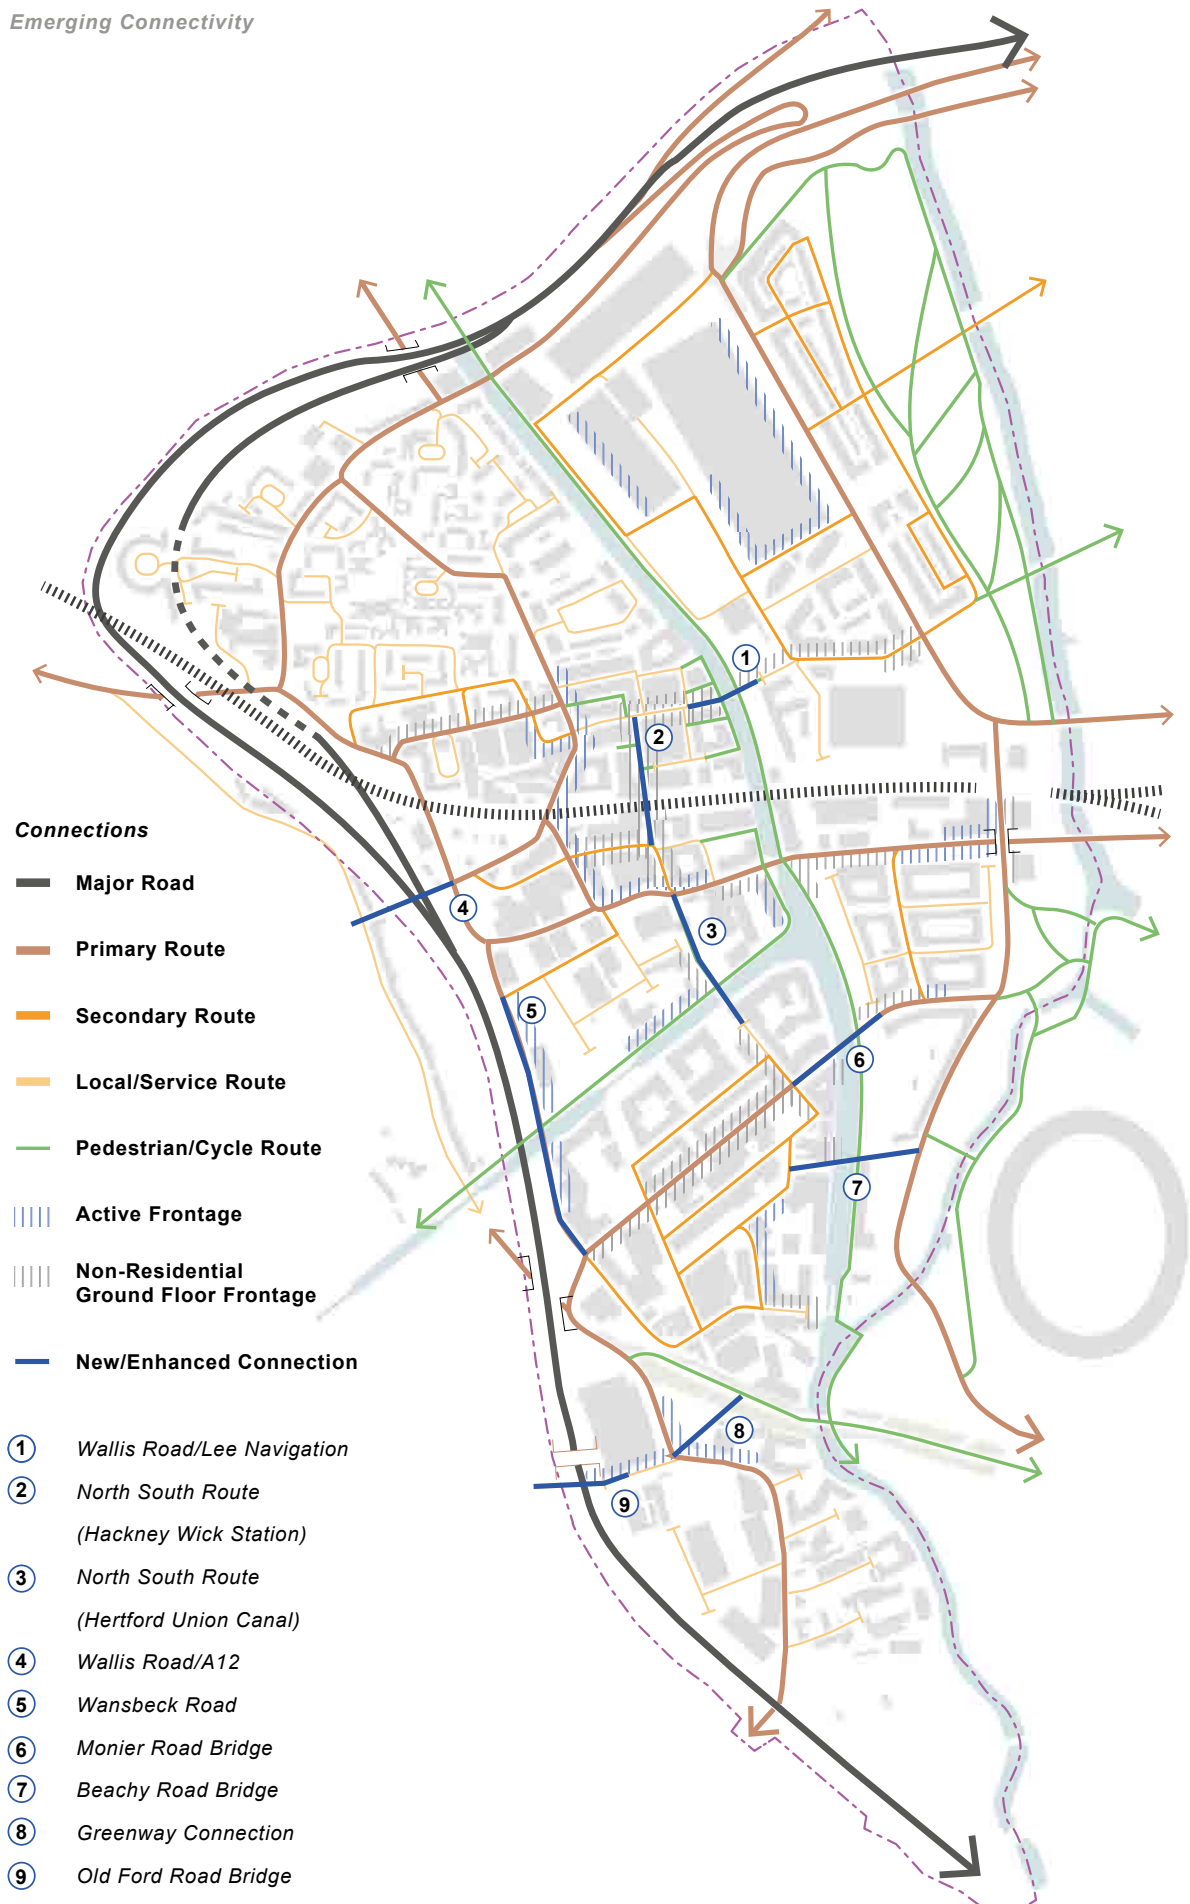 Emerging Connectivity
1
2
3
4
5
6
7
8
9
Connections
Major Road
Primary Route
Secondary Route
Local/Service Route
Pedestrian/Cycle Route
Active Frontage
Non-Residential
Ground Floor Frontage
New/Enhanced Connection
1 Wallis Road/Lee Navigation
2 North South Route
(Hackney Wick Station)
3 North South Route
(Hertford Union Canal)
4 Wallis Road/A12
5 Wansbeck Road
6 Monier Road Bridge
7 Beachy Road Bridge
8 Greenway Connection
9 Old Ford Road Bridge